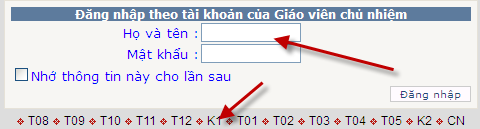 Đăng nhập theo tài khoản của Giáo viên chủ nhiệm
Họ và tên :
Mật khẩu :
Nhớ thông tin này cho lần sau
Đăng nhập
T08 T09 T10 T11 T12 K1 T01 T02 T03 T04 T05 K2 CN